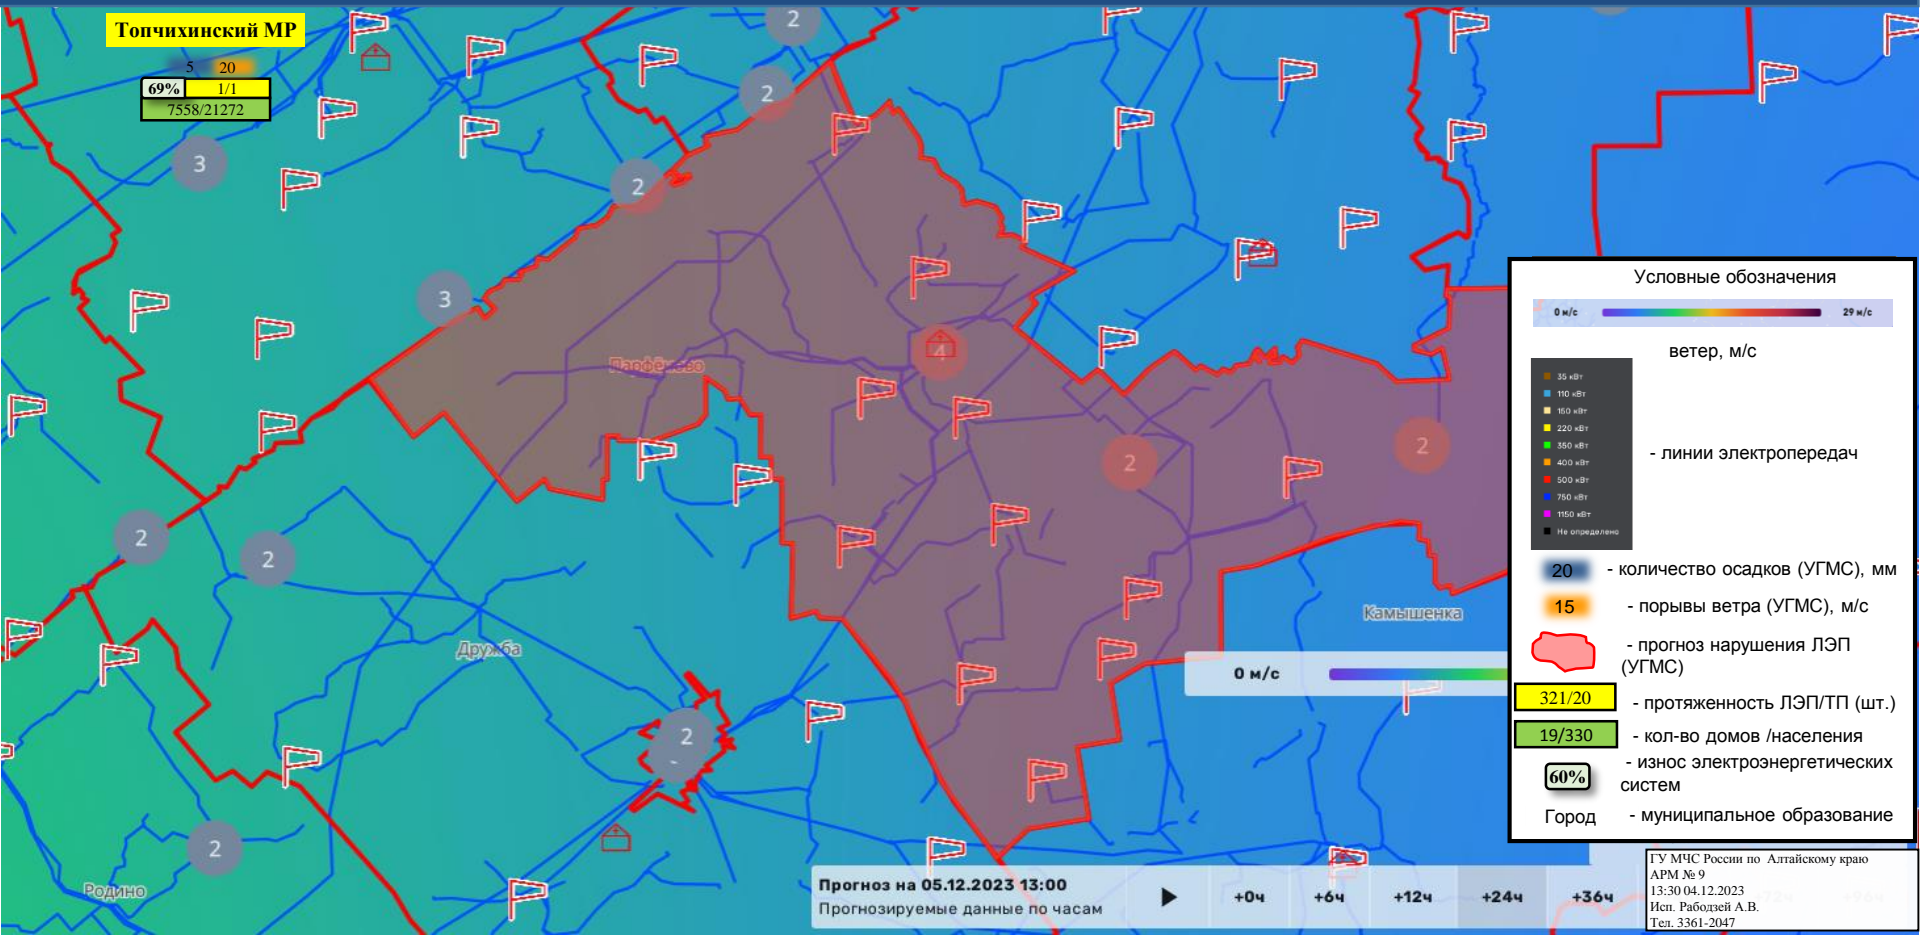 Топчихинский МР
5 20
69% 1/1
7558/21272
2
2
3
2
3
4
2
2
2
2
2
2
Парфёново
Дружба
Камышенка
Родино
0 м/с
Условные обозначения
0 м/с 29 м/с
ветер, м/с
35 кВт
110 кВт
150 кВт
220 кВт
350 кВт
400 кВт
500 кВт
750 кВт
1150 кВт
Не определено
- линии электропередач
20 - количество осадков (УГМС), мм
15 - порывы ветра (УГМС), м/с
- прогноз нарушения ЛЭП
(УГМС)
321/20 - протяженность ЛЭП/ТП (шт.)
19/330 - кол-во домов /населения
60% - износ электроэнергетических
систем
Город - муниципальное образование
Прогноз на 05.12.2023 13:00
Прогнозируемые данные по часам
+0ч +6ч +12ч +24ч +36ч
ГУ МЧС России по Алтайскому краю
АРМ № 9
13:30 04.12.2023
Исп. Рабодзей А.В.
Тел. 3361-2047